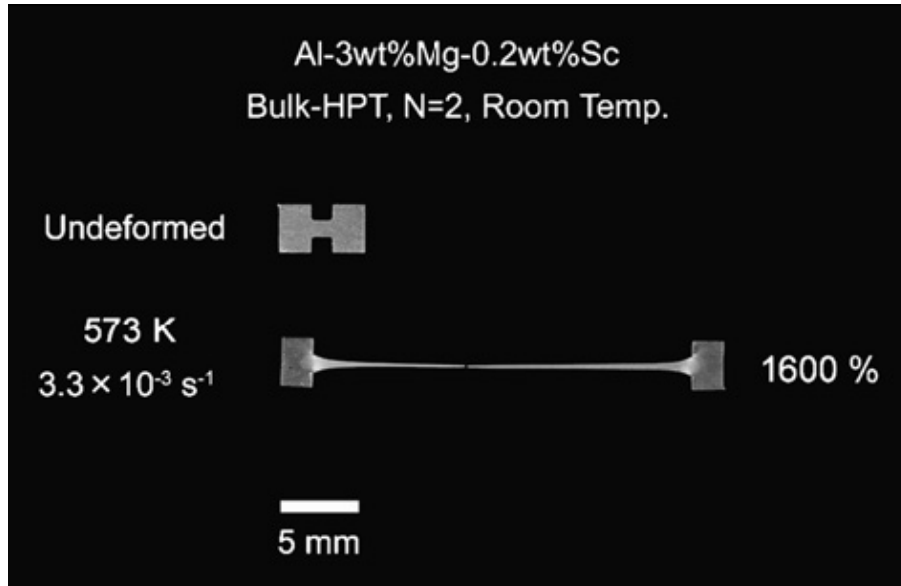 Al-3wt%Mg-0.2wt%Sc
Bulk-HPT, N=2, Room Temp.
Undeformed
573 K
3.3 × 10⁻³ s⁻¹
1600 %
5 mm